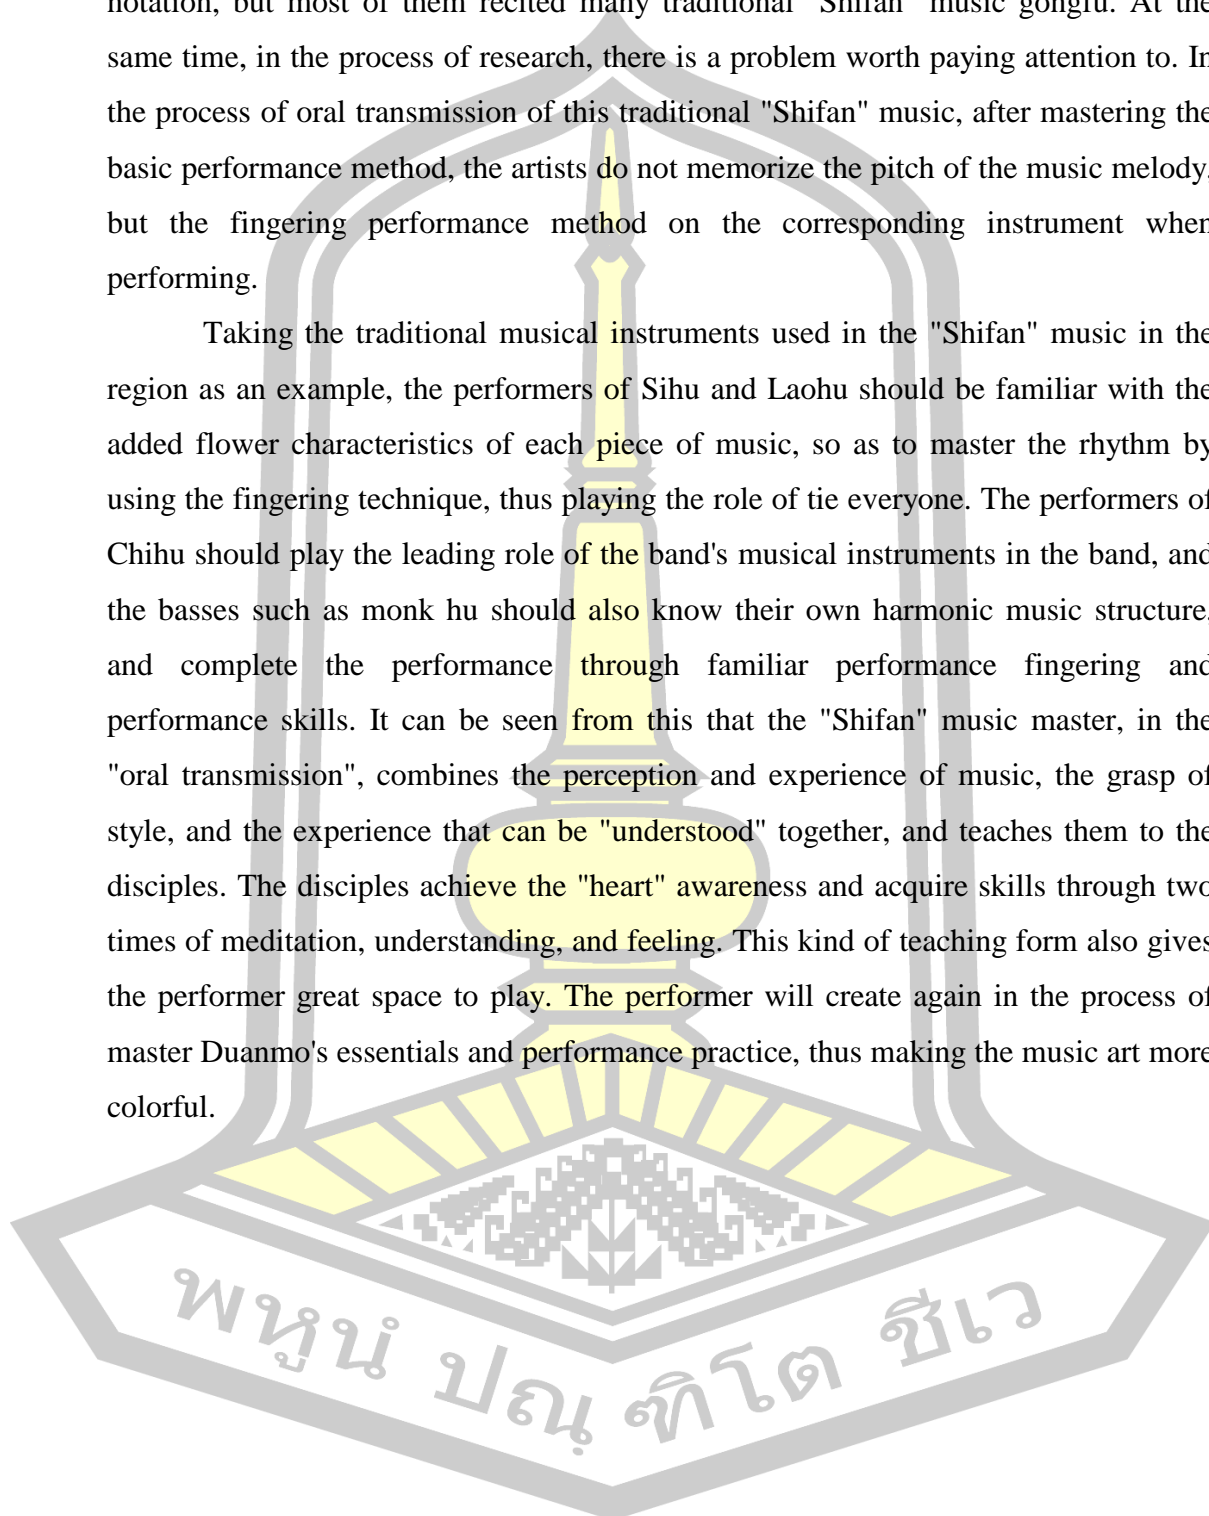 notation, but most of them recited many traditional "Shifan" music gongfu. At the
same time, in the process of research, there is a problem worth paying attention to. In
the process of oral transmission of this traditional "Shifan" music, after mastering the
basic performance method, the artists do not memorize the pitch of the music melody,
but the fingering performance method on the corresponding instrument when
performing.
Taking the traditional musical instruments used in the "Shifan" music in the
region as an example, the performers of Sihu and Laohu should be familiar with the
added flower characteristics of each piece of music, so as to master the rhythm by
using the fingering technique, thus playing the role of tie everyone. The performers of
Chihu should play the leading role of the band's musical instruments in the band, and
the basses such as monk hu should also know their own harmonic music structure,
and complete the performance through familiar performance fingering and
performance skills. It can be seen from this that the "Shifan" music master, in the
"oral transmission", combines the perception and experience of music, the grasp of
style, and the experience that can be "understood" together, and teaches them to the
disciples. The disciples achieve the "heart" awareness and acquire skills through two
times of meditation, understanding, and feeling. This kind of teaching form also gives
the performer great space to play. The performer will create again in the process of
master Duanmo's essentials and performance practice, thus making the music art more
colorful.
พหูนํ ปณฺฑิโต ชีเว